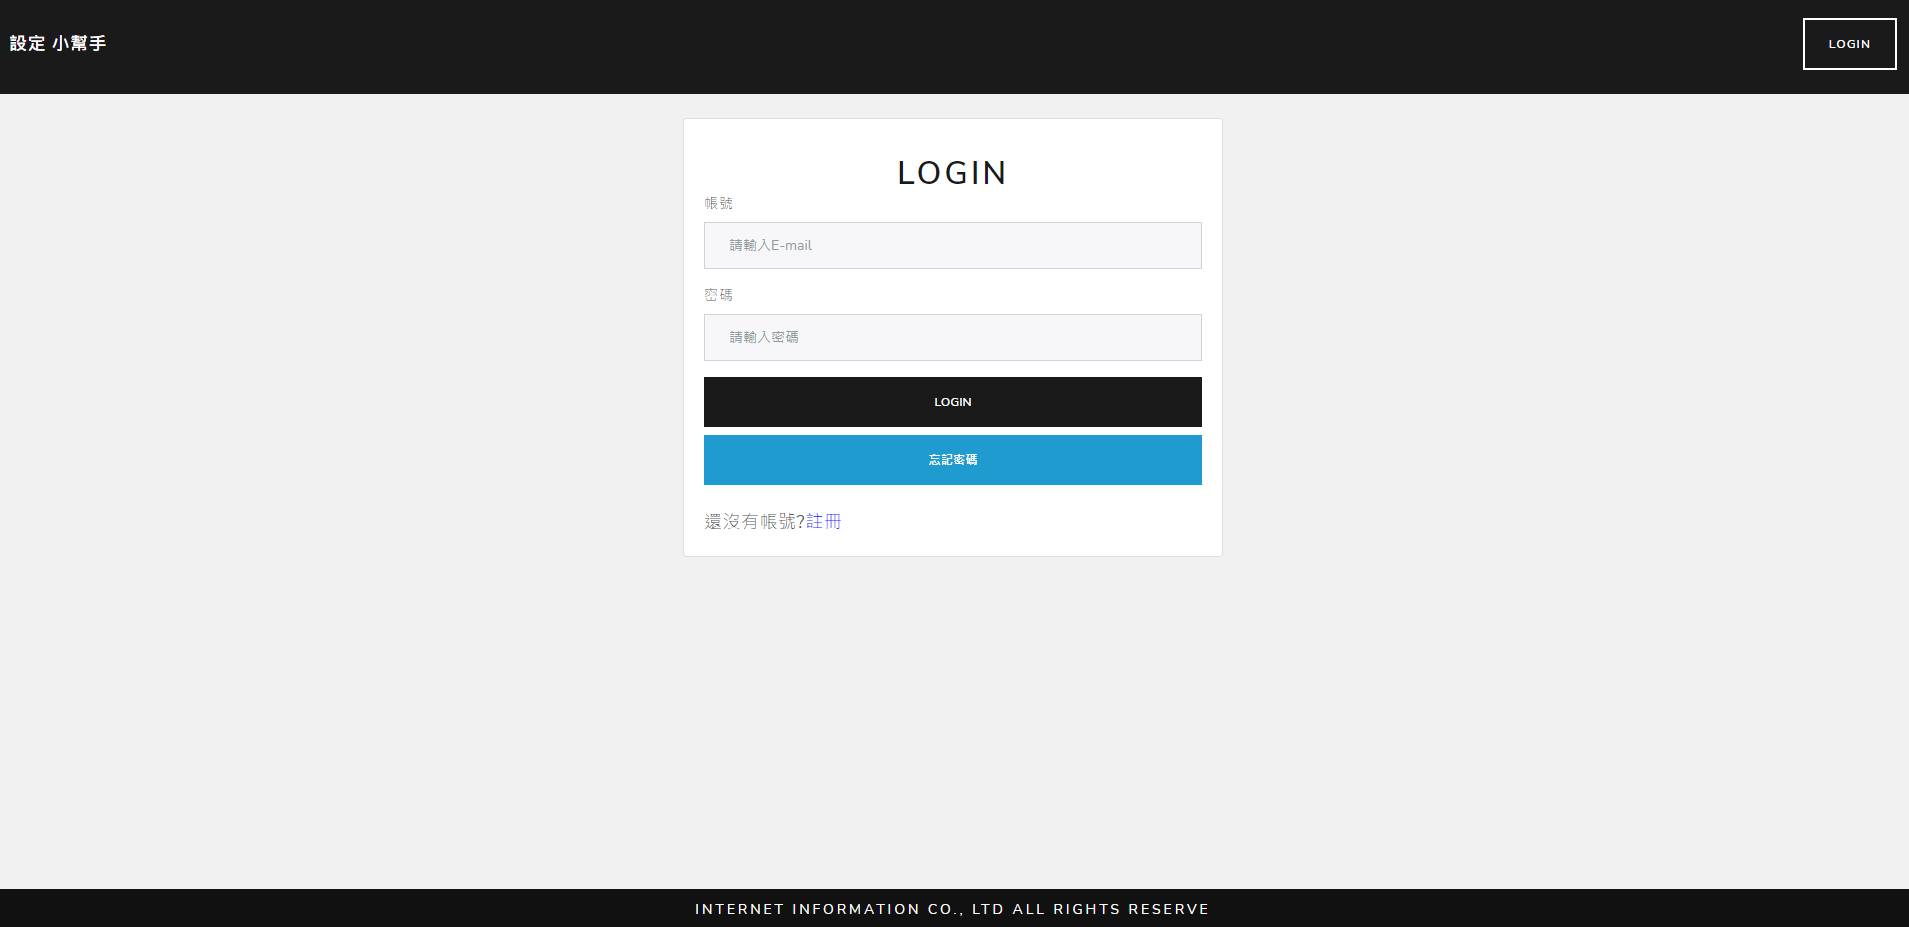 設定 小幫手
LOGIN
LOGIN
帳號
請輸入E-mail
密碼
請輸入密碼
LOGIN
忘記密碼
還沒有帳號?註冊
INTERNET INFORMATION CO., LTD ALL RIGHTS RESERVE